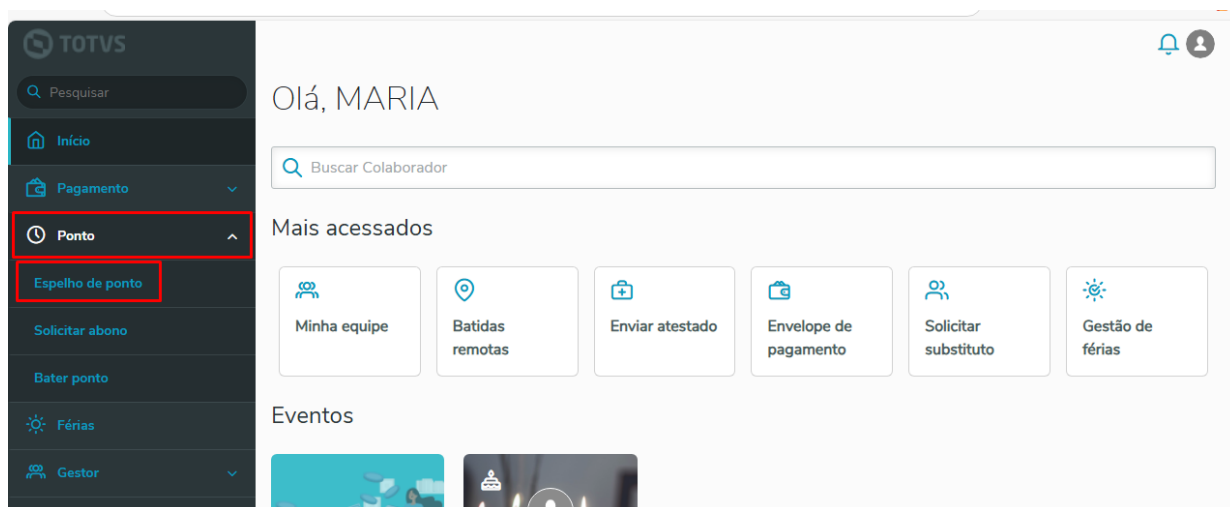 TOTVS
Pesquisar
Início
Pagamento
Ponto
Espelho de ponto
Solicitar abono
Bater ponto
Férias
Gestor
Olá, MARIA
Buscar Colaborador
Mais acessados
Minha equipe
Batidas
remotas
Enviar atestado
Envelope de
pagamento
Solicitar
substituto
Gestão de
férias
Eventos